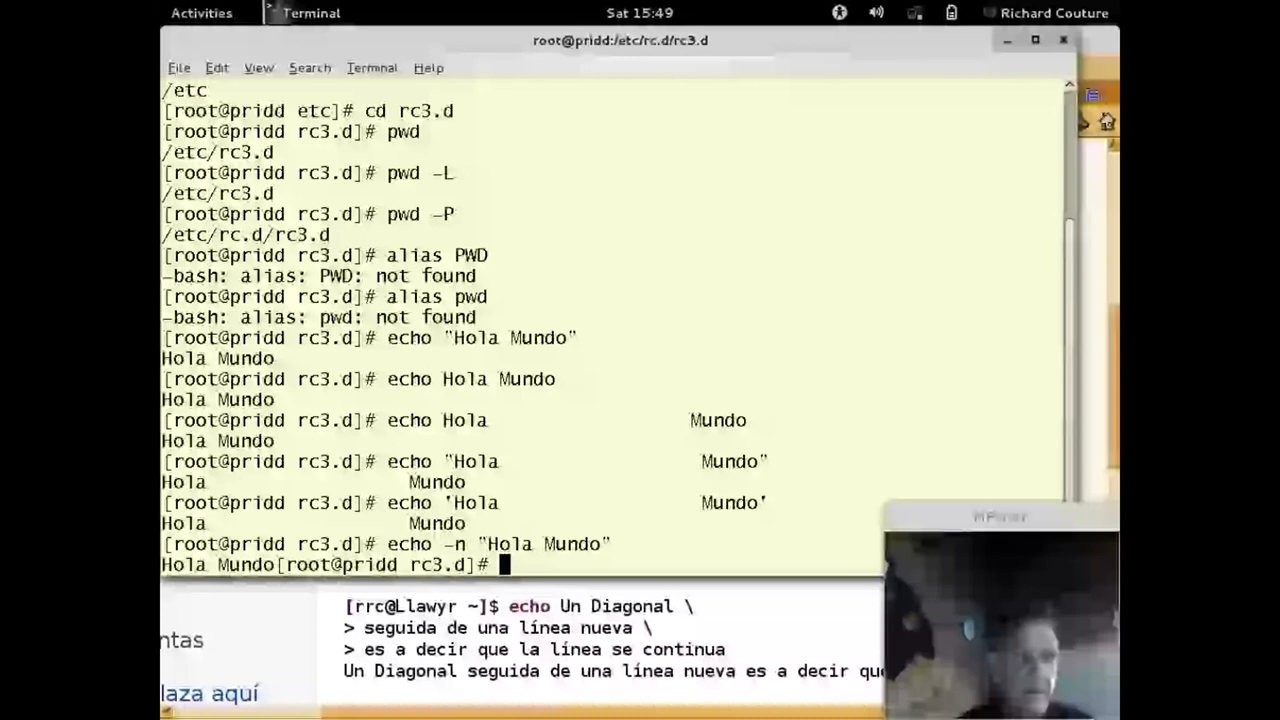 Activities Terminal Sat 15:49 Richard Couture
root@pridd:/etc/rc.d/rc3.d
File Edit View Search Terminal Help
/etc
[root@pridd etc]# cd rc3.d
[root@pridd rc3.d]# pwd
/etc/rc3.d
[root@pridd rc3.d]# pwd -L
/etc/rc3.d
[root@pridd rc3.d]# pwd -P
/etc/rc.d/rc3.d
[root@pridd rc3.d]# alias PWD
-bash: alias: PWD: not found
[root@pridd rc3.d]# alias pwd
-bash: alias: pwd: not found
[root@pridd rc3.d]# echo "Hola Mundo"
Hola Mundo
[root@pridd rc3.d]# echo Hola Mundo
Hola Mundo
[root@pridd rc3.d]# echo Hola                  Mundo
Hola Mundo
[root@pridd rc3.d]# echo "Hola                  Mundo"
Hola                  Mundo
[root@pridd rc3.d]# echo 'Hola                  Mundo'
Hola                  Mundo
[root@pridd rc3.d]# echo -n "Hola Mundo"
Hola Mundo[root@pridd rc3.d]#
MPlayer
[rrc@Llawyr ~]$ echo Un Diagonal \
> seguida de una línea nueva \
ntas
> es a decir que la línea se continua
Un Diagonal seguida de una línea nueva es a decir que
laza aquí